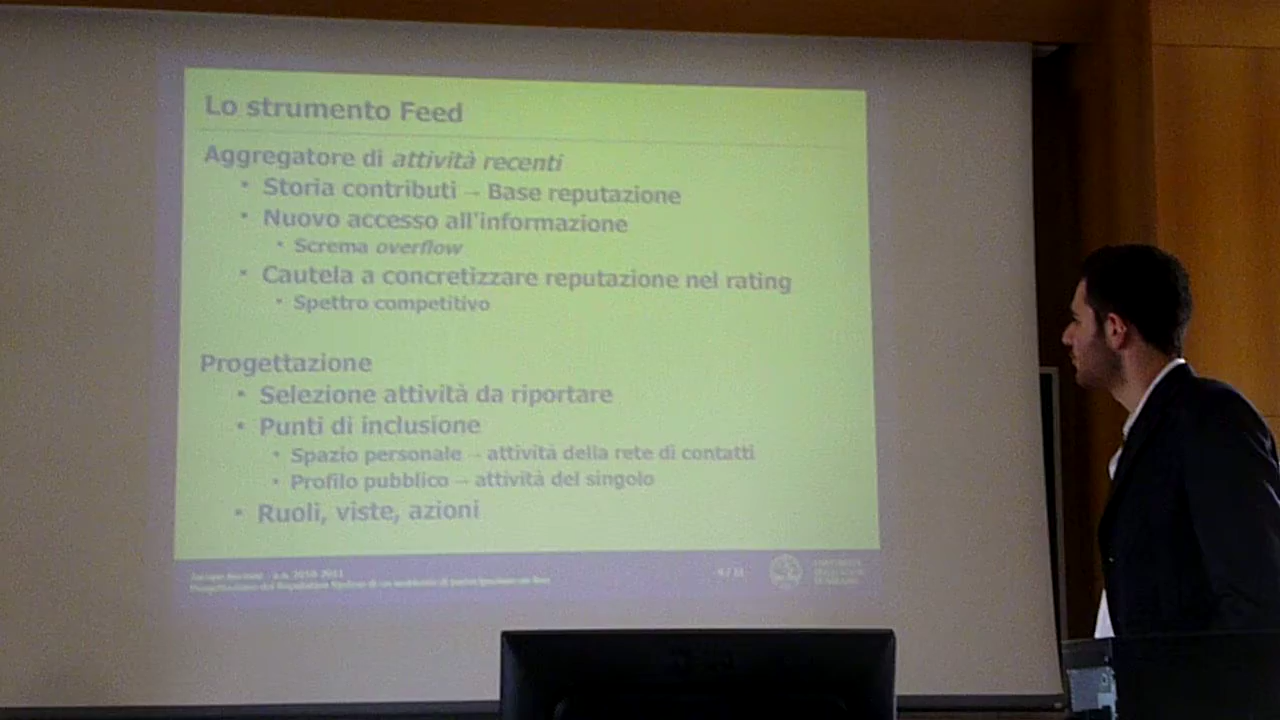 Lo strumento Feed
Aggregatore di attività recenti
• Storia contributi – Base reputazione
• Nuovo accesso all'informazione
• Screma overflow
• Cautela a concretizzare reputazione nel rating
• Spettro competitivo
Progettazione
• Selezione attività da riportare
• Punti di inclusione
• Spazio personale – attività della rete di contatti
• Profilo pubblico – attività del singolo
• Ruoli, viste, azioni
a.a. 2010-2011